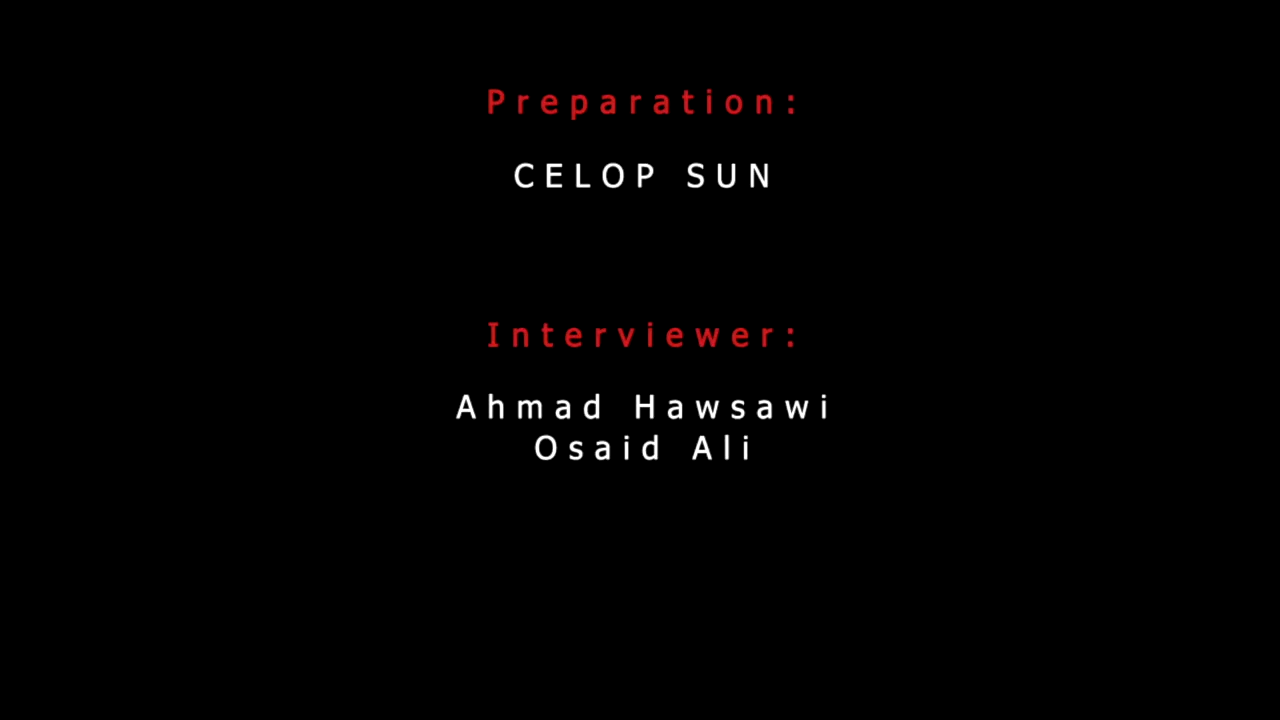 Preparation:
CELOP SUN
Interviewer:
Ahmad Hawsawi
Osaid Ali